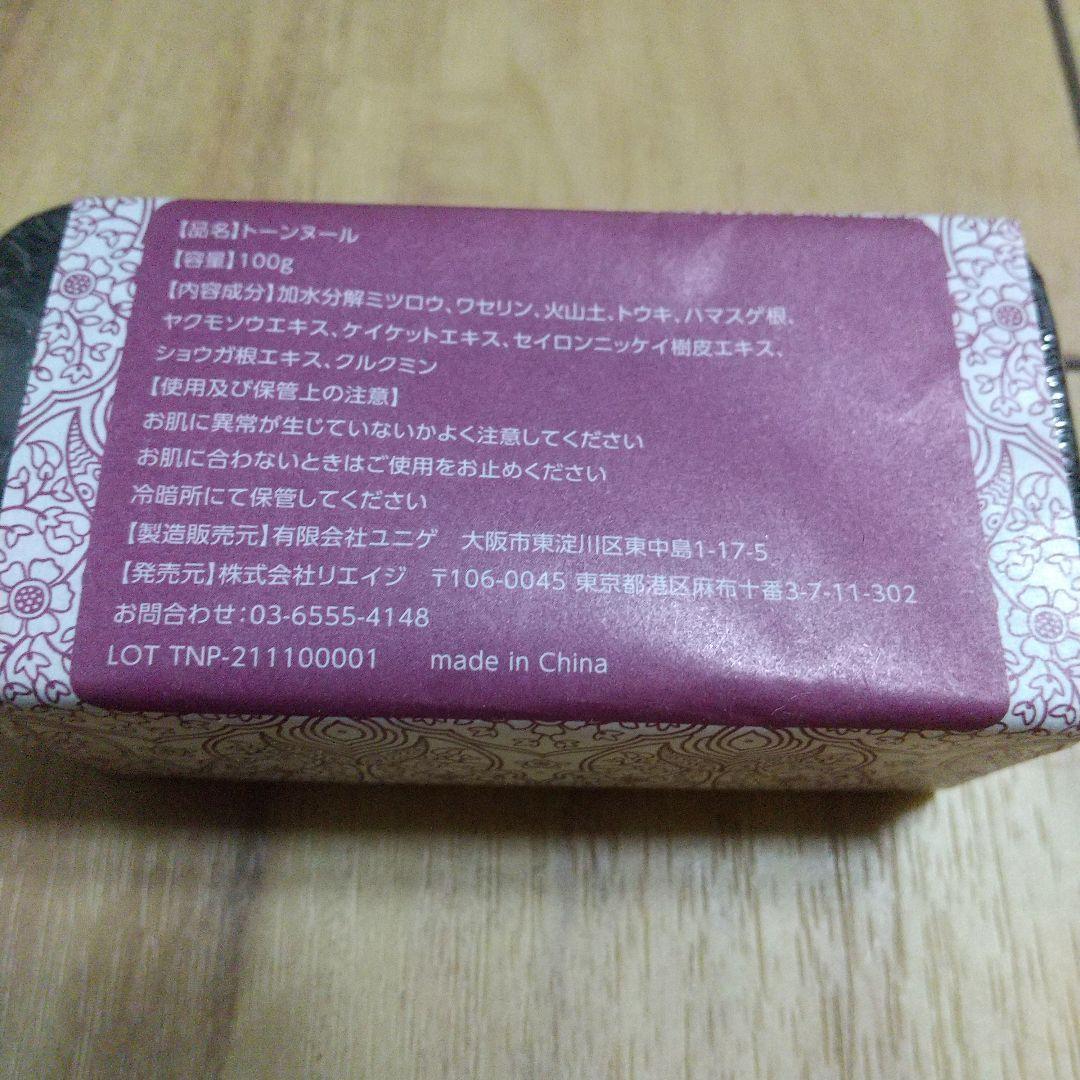 【品名】トーンヌール
【容量】100g
【内容成分】加水分解ミツロウ、ワセリン、火山土、トウキ、ハマスゲ根、
ヤクモソウエキス、ケイケットエキス、セイロンニッケイ樹皮エキス、
ショウガ根エキス、クルクミン
【使用及び保管上の注意】
お肌に異常が生じていないかよく注意してください
お肌に合わないときはご使用をお止めください
冷暗所にて保管してください
【製造販売元】有限会社ユニゲ　大阪市東淀川区東中島1-17-5
【発売元】株式会社リエイジ　〒106-0045 東京都港区麻布十番3-7-11-302
お問合わせ：03-6555-4148
LOT TNP-211100001　made in China